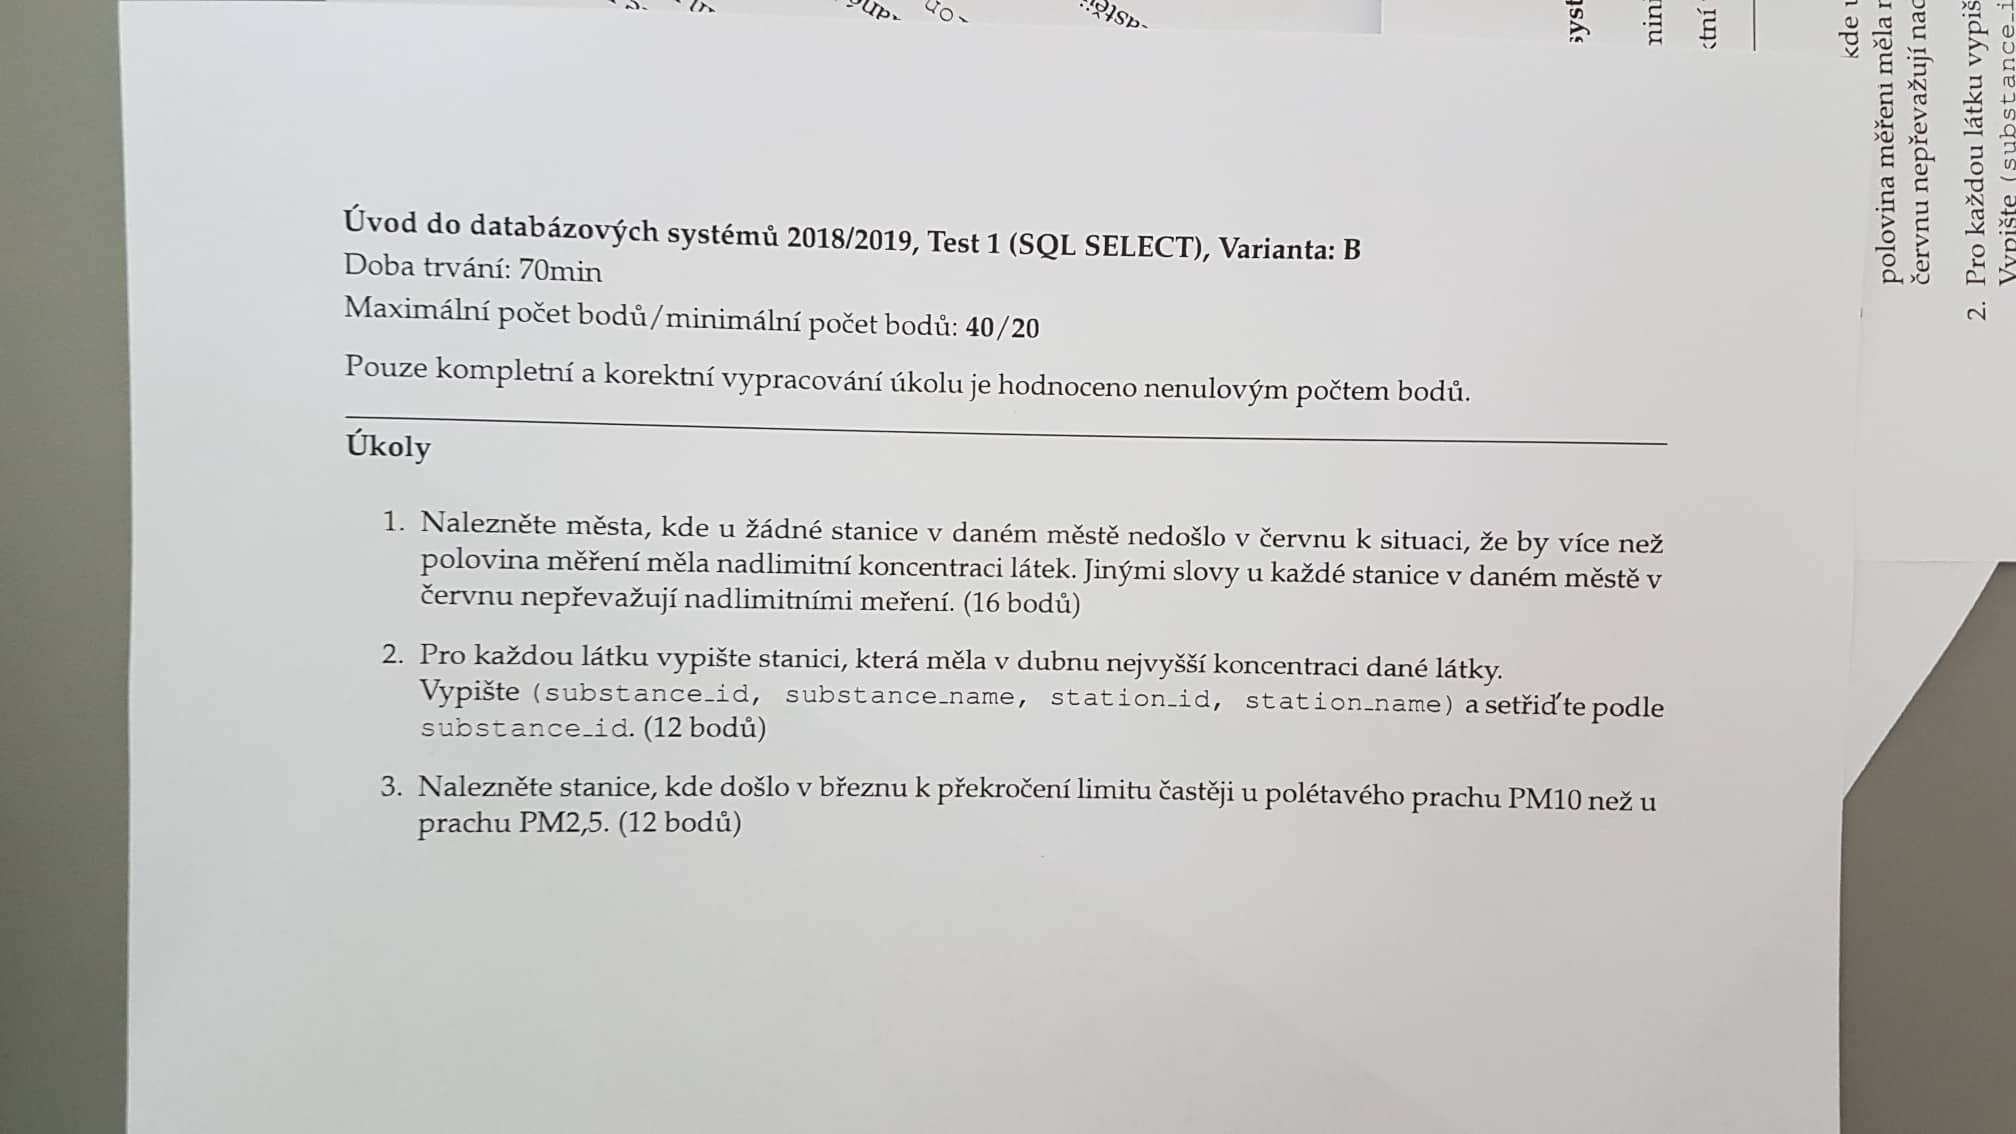 Úvod do databázových systémů 2018/2019, Test 1 (SQL SELECT), Varianta: B
Doba trvání: 70min
Maximální počet bodů/minimální počet bodů: 40/20
Pouze kompletní a korektní vypracování úkolu je hodnoceno nenulovým počtem bodů.
Úkoly
1. Nalezněte města, kde u žádné stanice v daném městě nedošlo v červnu k situaci, že by více než
polovina měření měla nadlimitní koncentraci látek. Jinými slovy u každé stanice v daném městě v
červnu nepřevažují nadlimitními meření. (16 bodů)
2. Pro každou látku vypište stanici, která měla v dubnu nejvyšší koncentraci dané látky.
Vypište (substance_id, substance_name, station_id, station_name) a setřiďte podle
substance_id. (12 bodů)
3. Nalezněte stanice, kde došlo v březnu k překročení limitu častěji u polétavého prachu PM10 než u
prachu PM2,5. (12 bodů)
kde
polovina měření měla
červnu nepřevažují
2. Pro každou látku
Vypište (substance_i